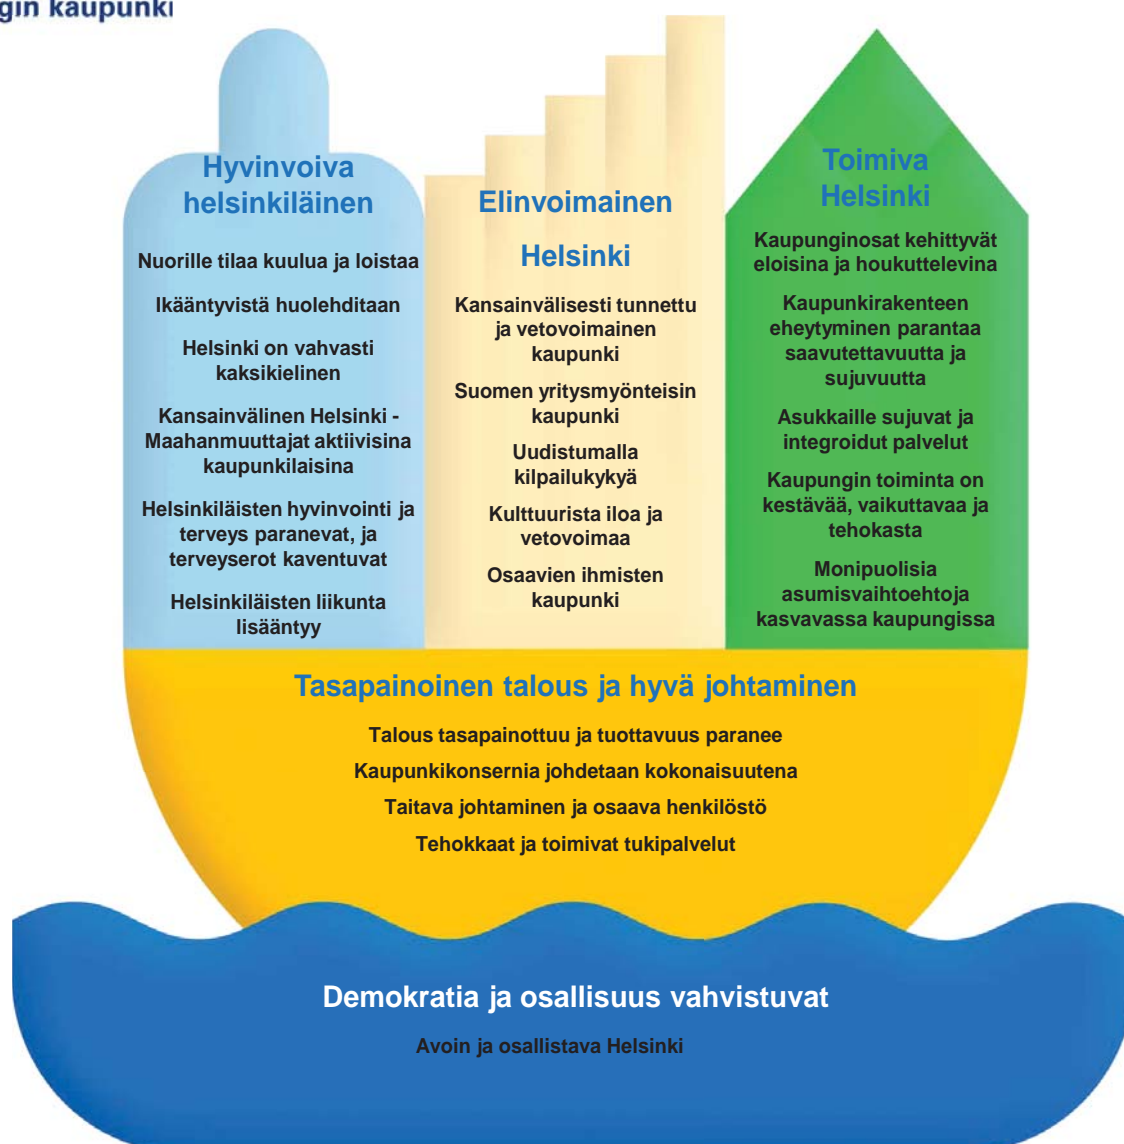 gin kaupunki
Hyvinvoiva
helsinkiläinen
Nuorille tilaa kuulua ja loistaa
Ikääntyvistä huolehditaan
Helsinki on vahvasti
kaksikielinen
Kansainvälinen Helsinki -
Maahanmuuttajat aktiivisina
kaupunkilaisina
Helsinkiläisten hyvinvointi ja
terveys paranevat, ja
terveyserot kaventuvat
Helsinkiläisten liikunta
lisääntyy
Elinvoimainen
Helsinki
Kansainvälisesti tunnettu
ja vetovoimainen
kaupunki
Suomen yritysmyönteisin
kaupunki
Uudistumalla
kilpailukykyä
Kulttuurista iloa ja
vetovoimaa
Osaavien ihmisten
kaupunki
Toimiva
Helsinki
Kaupunginosat kehittyvät
eloisina ja houkuttelevina
Kaupunkirakenteen
eheytyminen parantaa
saavutettavuutta ja
sujuvuutta
Asukkaille sujuvat ja
integroidut palvelut
Kaupungin toiminta on
kestävää, vaikuttavaa ja
tehokasta
Monipuolisia
asumisvaihtoehtoja
kasvavassa kaupungissa
Tasapainoinen talous ja hyvä johtaminen
Talous tasapainottuu ja tuottavuus paranee
Kaupunkikonsernia johdetaan kokonaisuutena
Taitava johtaminen ja osaava henkilöstö
Tehokkaat ja toimivat tukipalvelut
Demokratia ja osallisuus vahvistuvat
Avoin ja osallistava Helsinki